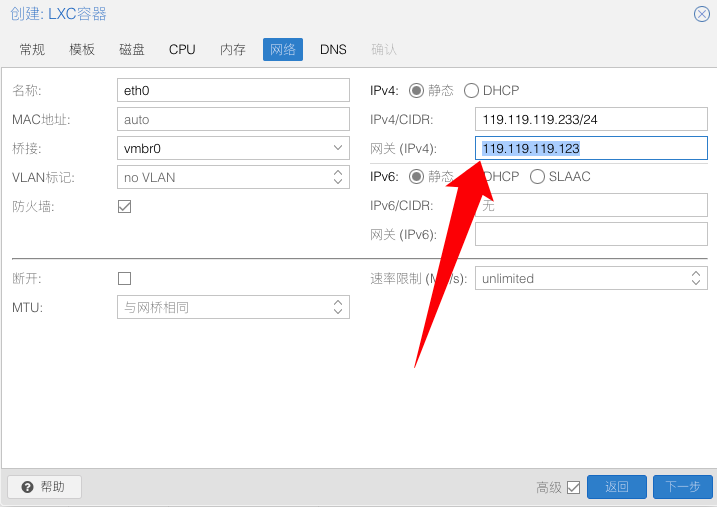 创建: LXC容器
常规 模板 磁盘 CPU 内存 网络 DNS 确认
名称: eth0
MAC地址: auto
桥接: vmbr0
VLAN标记: no VLAN
防火墙:
断开:
MTU: 与网桥相同
IPv4: 静态 DHCP
IPv4/CIDR: 119.119.119.233/24
网关 (IPv4): 119.119.119.123
IPv6: 静态 DHCP SLAAC
IPv6/CIDR: 无
网关 (IPv6):
速率限制 (M/s): unlimited
帮助 高级 返回 下一步